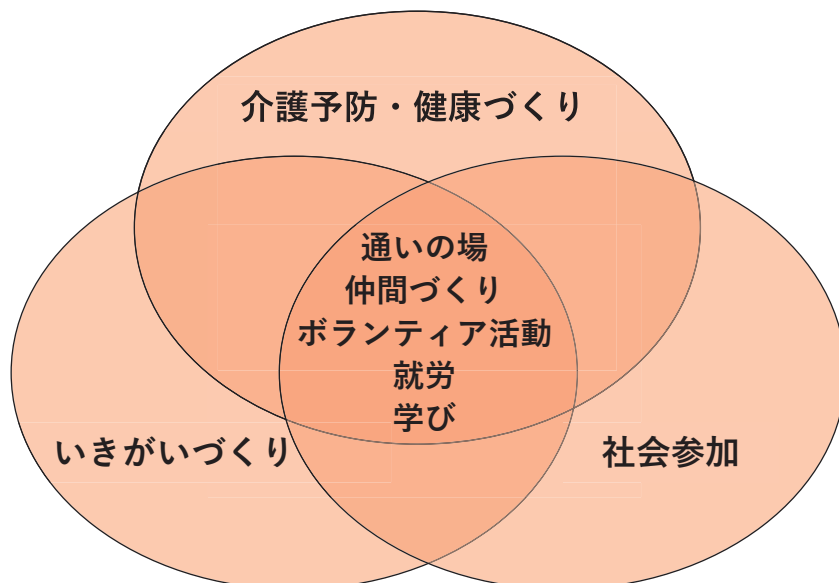 介護予防・健康づくり
通いの場
仲間づくり
ボランティア活動
就労
学び
いきがいづくり
社会参加